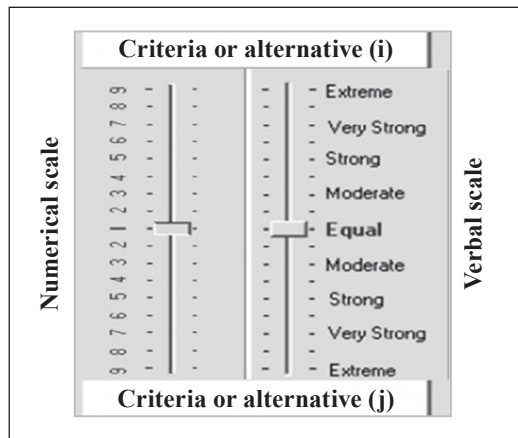 Criteria or alternative (i)
Numerical scale
9
8
7
6
5
4
3
2
1
2
3
4
5
6
7
8
9
Extreme
Very Strong
Strong
Moderate
Equal
Moderate
Strong
Very Strong
Extreme
Verbal scale
Criteria or alternative (j)